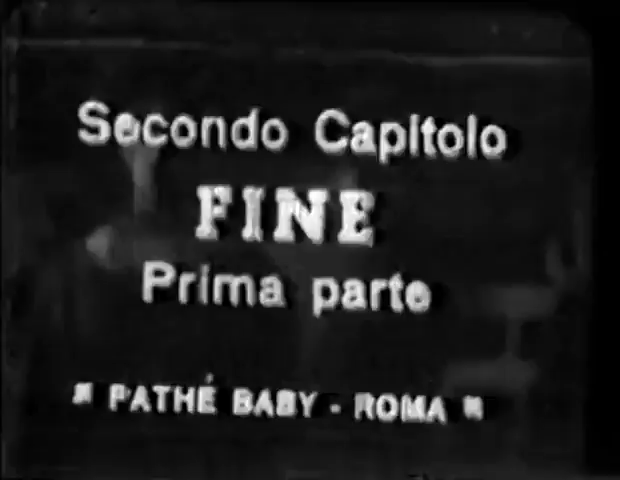 Secondo Capitolo
FINE
Prima parte
" PATHÉ BABY - ROMA "